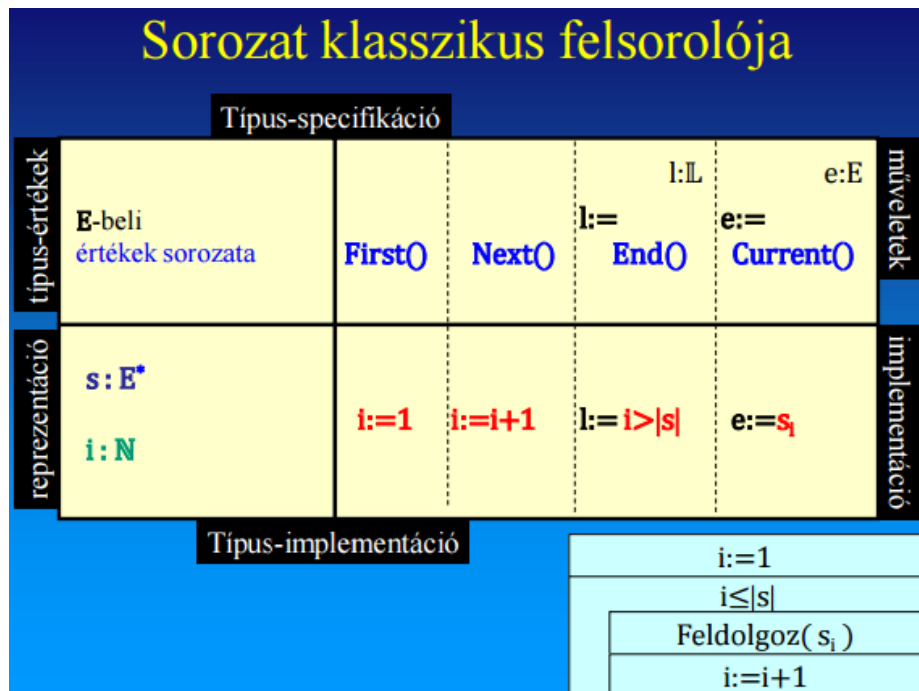 Sorozat klasszikus felsorolója
Típus-specifikáció
típus-értékek
E-beli
értékek sorozata
First()
Next()
l:𝕃
l:=
End()
e:E
e:=
Current()
műveletek
reprezentáció
s : E*
i : ℕ
i:=1
i:=i+1
l:= i>|s|
e:=sᵢ
implementáció
Típus-implementáció
i:=1
i≤|s|
Feldolgoz( sᵢ )
i:=i+1